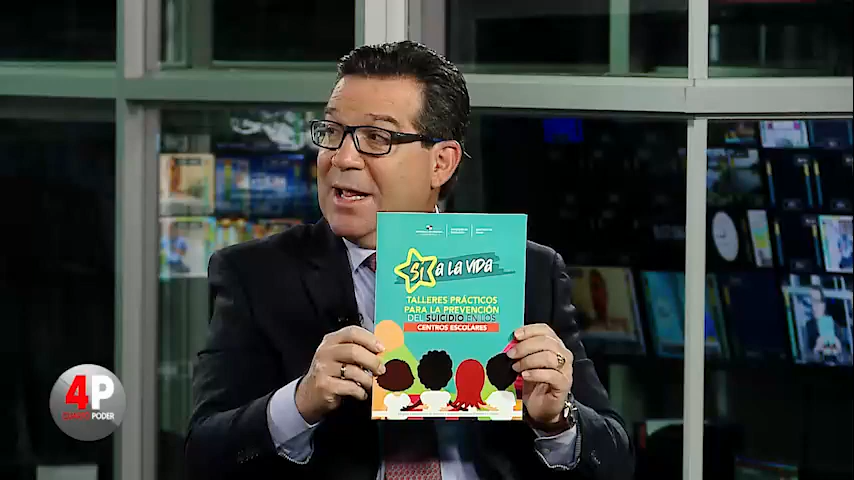 SÍ A LA VIDA
TALLERES PRÁCTICOS
PARA LA PREVENCIÓN
DEL SUICIDIO EN LOS
CENTROS ESCOLARES
4P
CUARTO PODER